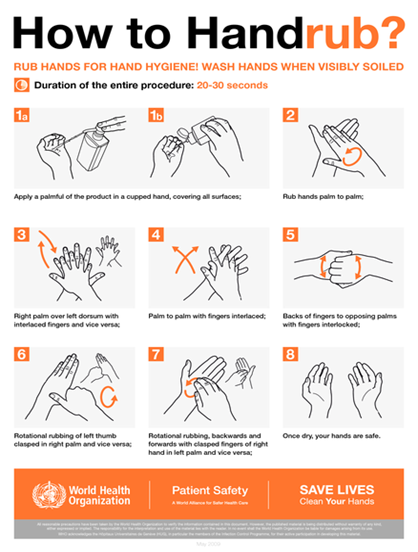 How to Handrub?
RUB HANDS FOR HAND HYGIENE! WASH HANDS WHEN VISIBLY SOILED
Duration of the entire procedure: 20-30 seconds
1a
1b
2
Apply a palmful of the product in a cupped hand, covering all surfaces;
Rub hands palm to palm;
3
4
5
Right palm over left dorsum with
interlaced fingers and vice versa;
Palm to palm with fingers interlaced;
Backs of fingers to opposing palms
with fingers interlocked;
6
7
8
Rotational rubbing of left thumb
clasped in right palm and vice versa;
Rotational rubbing, backwards and
forwards with clasped fingers of right
hand in left palm and vice versa;
Once dry, your hands are safe.
World Health
Organization
Patient Safety
A World Alliance for Safer Health Care
SAVE LIVES
Clean Your Hands
May 2009